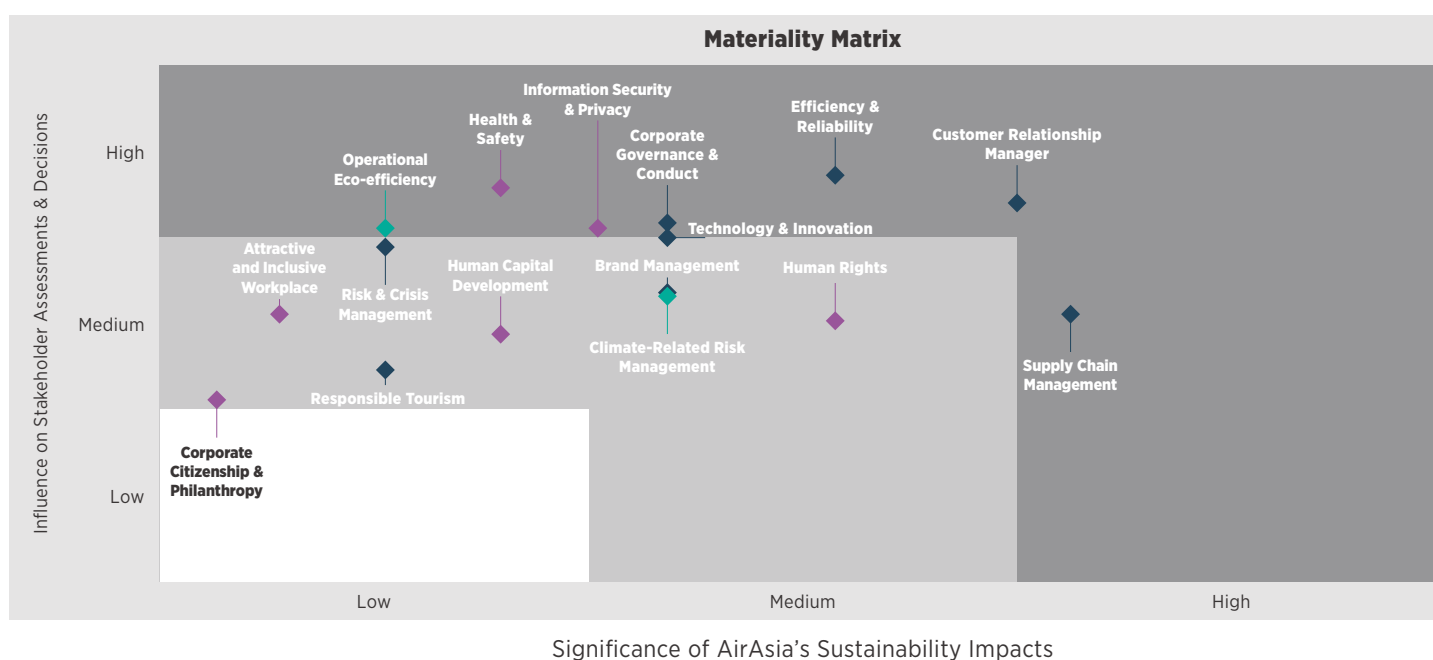 Materiality Matrix
Influence on Stakeholder Assessments & Decisions
High
Medium
Low
Information Security
& Privacy
Health &
Safety
Efficiency &
Reliability
Corporate
Governance &
Conduct
Customer Relationship
Manager
Operational
Eco-efficiency
Technology & Innovation
Attractive
and Inclusive
Workplace
Risk & Crisis
Management
Human Capital
Development
Brand Management
Human Rights
Climate-Related Risk
Management
Supply Chain
Management
Responsible Tourism
Corporate
Citizenship &
Philanthropy
Low
Medium
High
Significance of AirAsia's Sustainability Impacts